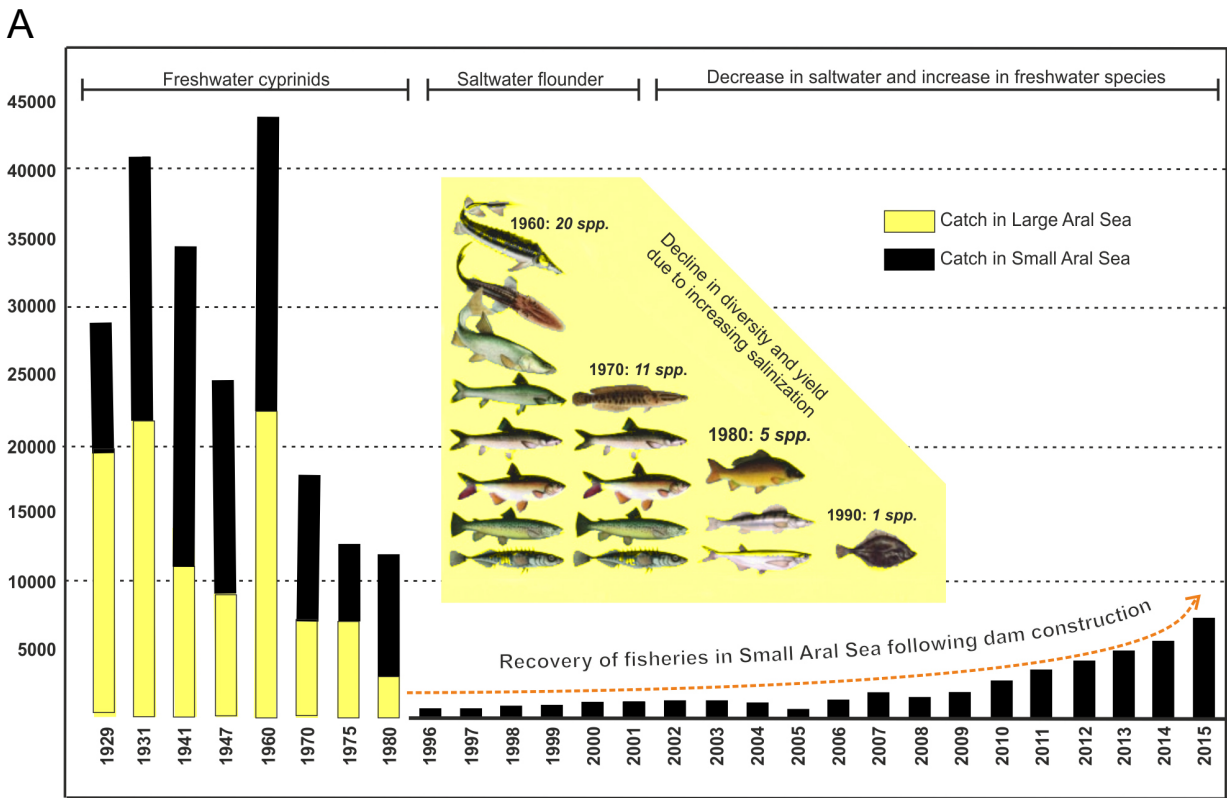 A
Freshwater cyprinids
Saltwater flounder
Decrease in saltwater and increase in freshwater species
45000
40000
35000
30000
25000
20000
15000
10000
5000
Catch in Large Aral Sea
Catch in Small Aral Sea
1960: 20 spp.
1970: 11 spp.
1980: 5 spp.
1990: 1 spp.
Decline in diversity and yield
due to increasing salinization
Recovery of fisheries in Small Aral Sea following dam construction
1929
1931
1941
1947
1960
1970
1975
1980
1996
1997
1998
1999
2000
2001
2002
2003
2004
2005
2006
2007
2008
2009
2010
2011
2012
2013
2014
2015